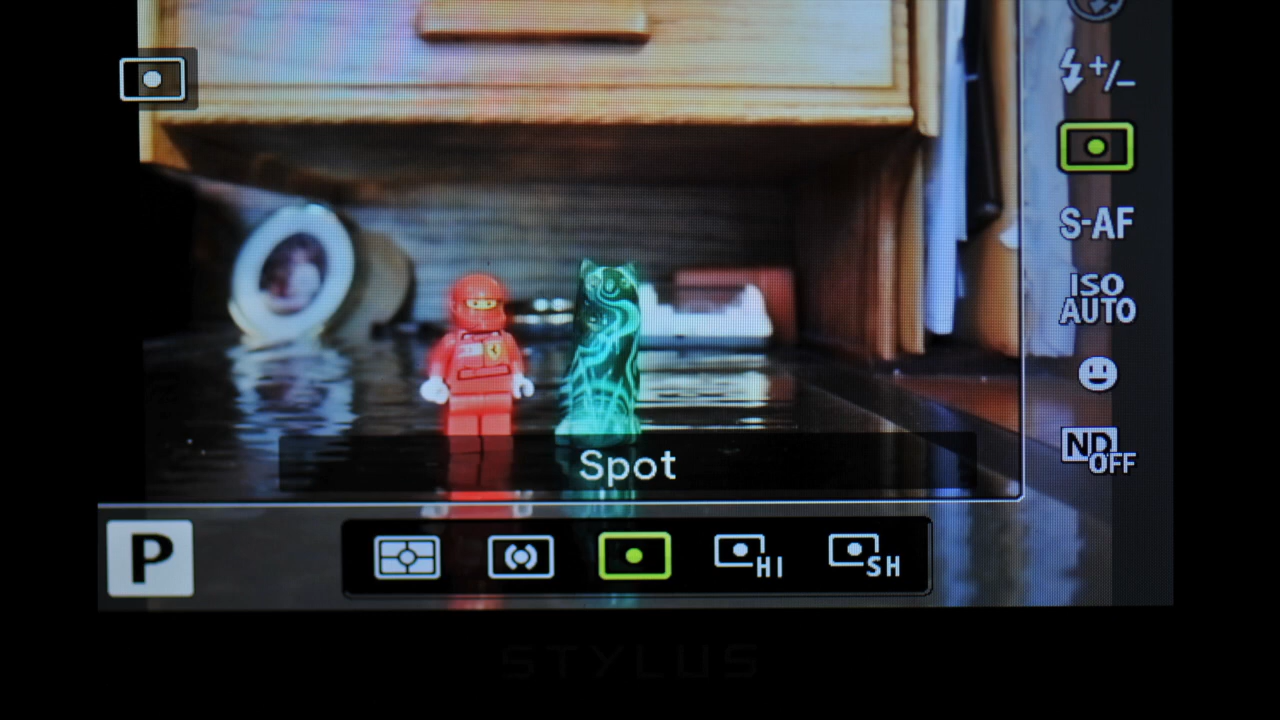 +/-
S-AF
ISO
AUTO
ND
OFF
Spot
P
HI
SH
STYLUS